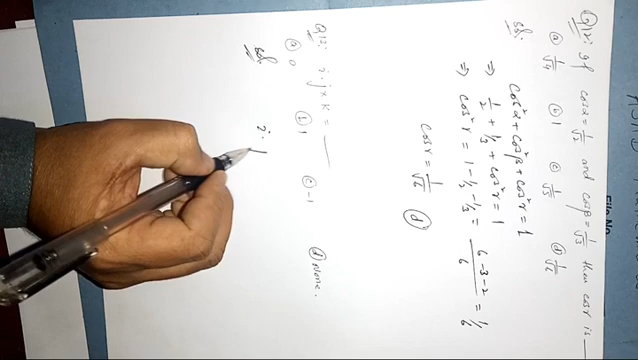 Q11: If cosα = 1/√2 and cosβ = 1/√3 then cosγ is ___
(a) 1/√4 (b) 1 (c) 1/√5 (d) 1/√6
Sol:
cos²α + cos²β + cos²γ = 1
⇒ 1/2 + 1/3 + cos²γ = 1
⇒ cos²γ = 1 - 1/2 - 1/3 = (6-3-2)/6 = 1/6
cosγ = 1/√6 (d)
Q12: i · j × k = ___
(a) 0 (b) 1 (c) -1 (d) None.
Sol:
i ·